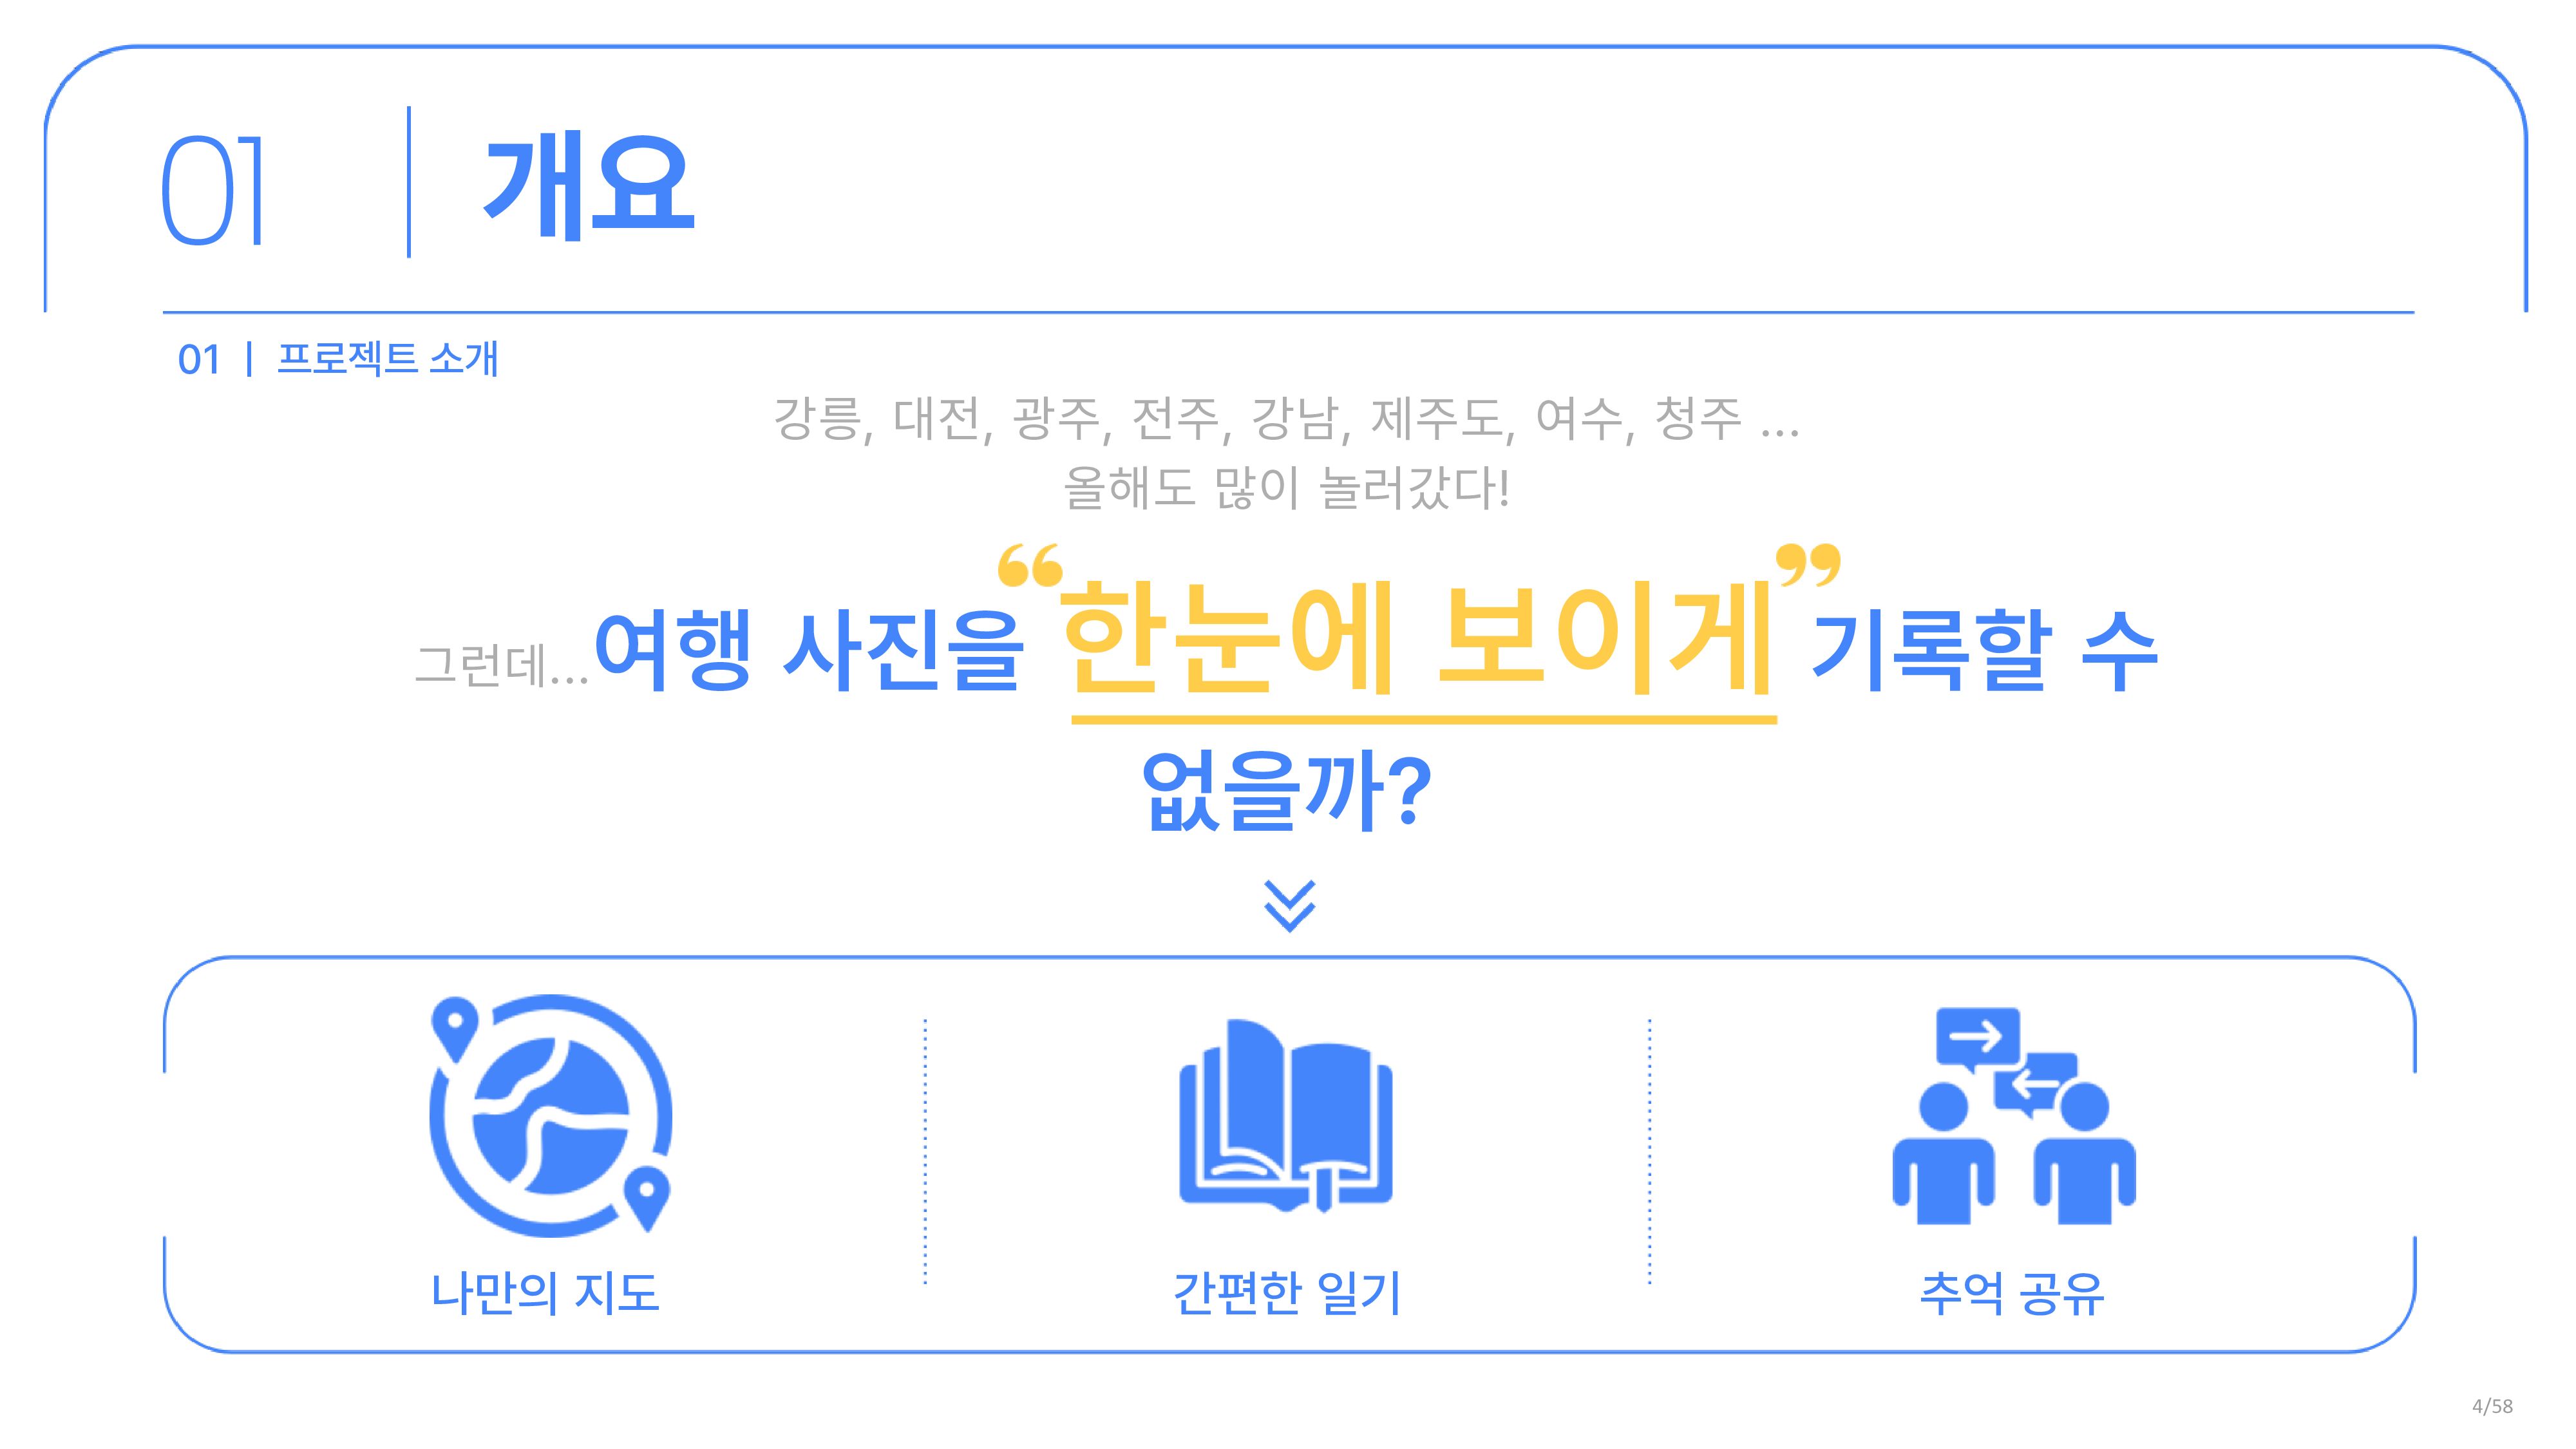 01 개요
01 | 프로젝트 소개
강릉, 대전, 광주, 전주, 강남, 제주도, 여수, 청주 ...
올해도 많이 놀러갔다!
그런데...여행 사진을 “한눈에 보이게” 기록할 수
없을까?
나만의 지도
간편한 일기
추억 공유
4/58